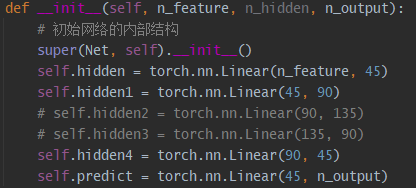 def __init__(self, n_feature, n_hidden, n_output):
# 初始网络的内部结构
super(Net, self).__init__()
self.hidden = torch.nn.Linear(n_feature, 45)
self.hidden1 = torch.nn.Linear(45, 90)
# self.hidden2 = torch.nn.Linear(90, 135)
# self.hidden3 = torch.nn.Linear(135, 90)
self.hidden4 = torch.nn.Linear(90, 45)
self.predict = torch.nn.Linear(45, n_output)